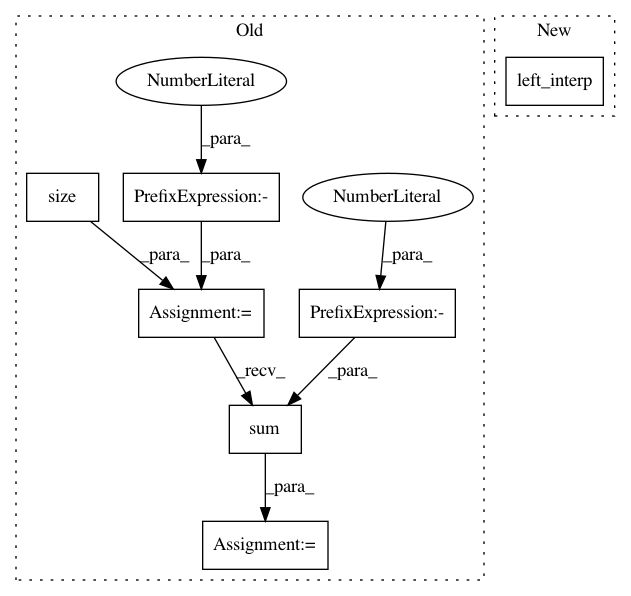 Old
New
NumberLiteral
left_interp
_para_
size
PrefixExpression:-
NumberLiteral
_para_
_para_
_para_
Assignment:=
PrefixExpression:-
_recv_
_para_
sum
_para_
Assignment:=